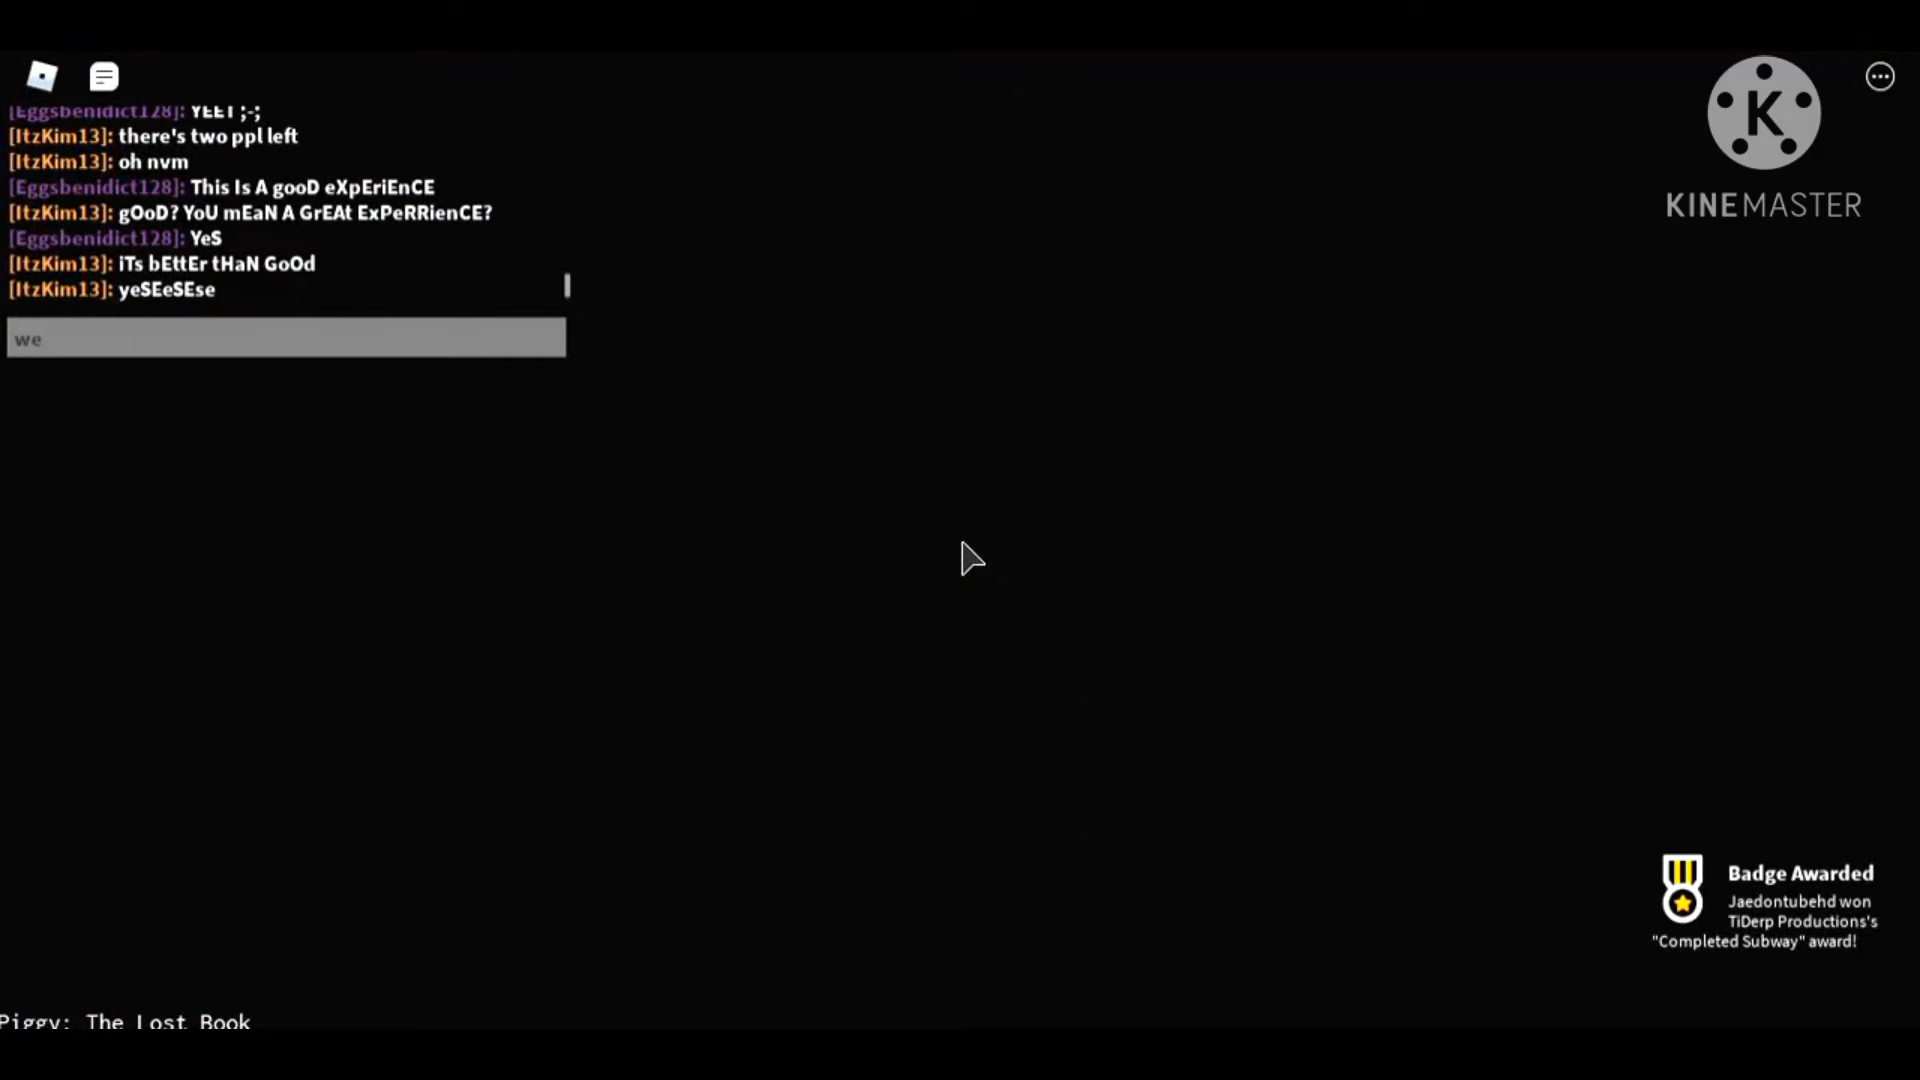 [Eggsbenidict128]: YEET ;-;
[ItzKim13]: there's two ppl left
[ItzKim13]: oh nvm
[Eggsbenidict128]: This Is A gooD eXpEriEnCE
[ItzKim13]: gOoD? YoU mEaN A GrEAt ExPeRRienCE?
[Eggsbenidict128]: YeS
[ItzKim13]: iTs bEttEr tHaN GoOd
[ItzKim13]: yeSEeSEse
we
K
KINEMASTER
Badge Awarded
Jaedontubehd won
TiDerp Productions's
"Completed Subway" award!
Piggy: The Lost Book